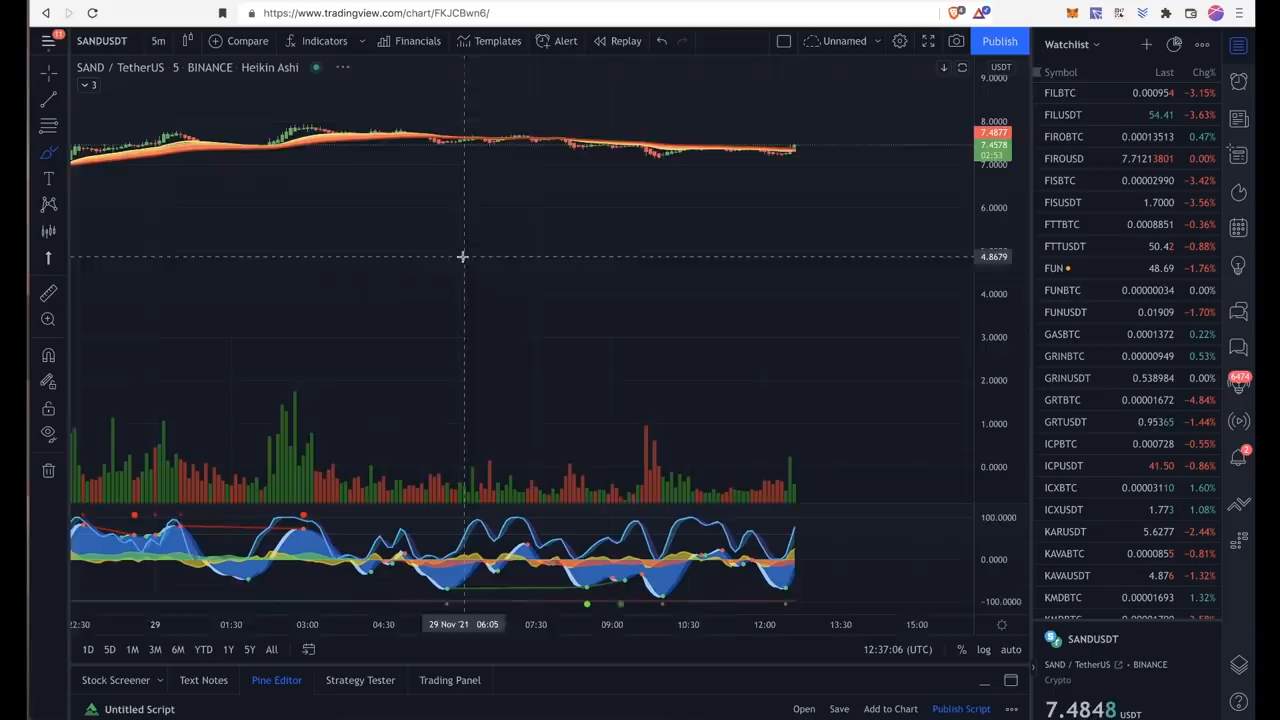 https://www.tradingview.com/chart/FKJCBwn6/
11
SANDUSDT 5m Compare Indicators Financials Templates Alert Replay Unnamed Publish
SAND / TetherUS 5 BINANCE Heikin Ashi
3
USDT
9.0000
8.0000
7.4877
7.4578
02:53
7.0000
6.0000
4.8679
4.0000
3.0000
2.0000
1.0000
0.0000
100.0000
0.0000
−100.0000
22:30 29 01:30 03:00 04:30 29 Nov '21 06:05 07:30 09:00 10:30 12:00 13:30 15:00
1D 5D 1M 3M 6M YTD 1Y 5Y All 12:37:06 (UTC) % log auto
Stock Screener Text Notes Pine Editor Strategy Tester Trading Panel
Untitled Script Open Save Add to Chart Publish Script
Watchlist
Symbol Last Chg%
FILBTC 0.000954 −3.15%
FILUSDT 54.41 −3.63%
FIROBTC 0.00013513 0.47%
FIROUSD 7.71213801 0.00%
FISBTC 0.00002990 −3.42%
FISUSDT 1.7000 −3.56%
FTTBTC 0.0008851 −0.36%
FTTUSDT 50.42 −0.88%
FUN 48.69 −1.76%
FUNBTC 0.00000034 0.00%
FUNUSDT 0.01909 −1.70%
GASBTC 0.0001372 0.22%
GRINBTC 0.00000949 0.53%
GRINUSDT 0.538984 0.00%
GRTBTC 0.00001672 −4.84%
GRTUSDT 0.95365 −1.44%
ICPBTC 0.000728 −0.55%
ICPUSDT 41.50 −0.86%
ICXBTC 0.00003110 1.60%
ICXUSDT 1.773 1.08%
KARUSDT 5.6277 −2.44%
KAVABTC 0.0000855 −0.81%
KAVAUSDT 4.876 −1.32%
KMDBTC 0.00001693 1.32%
SANDUSDT
SAND / TetherUS • BINANCE
Crypto
7.4848 USDT
6474
2